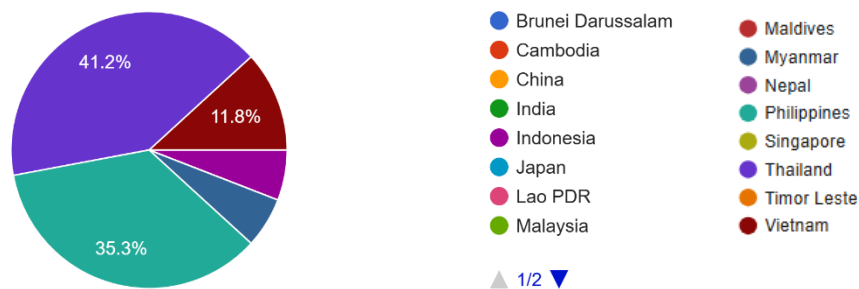 41.2%
11.8%
35.3%
Brunei Darussalam
Cambodia
China
India
Indonesia
Japan
Lao PDR
Malaysia
1/2
Maldives
Myanmar
Nepal
Philippines
Singapore
Thailand
Timor Leste
Vietnam